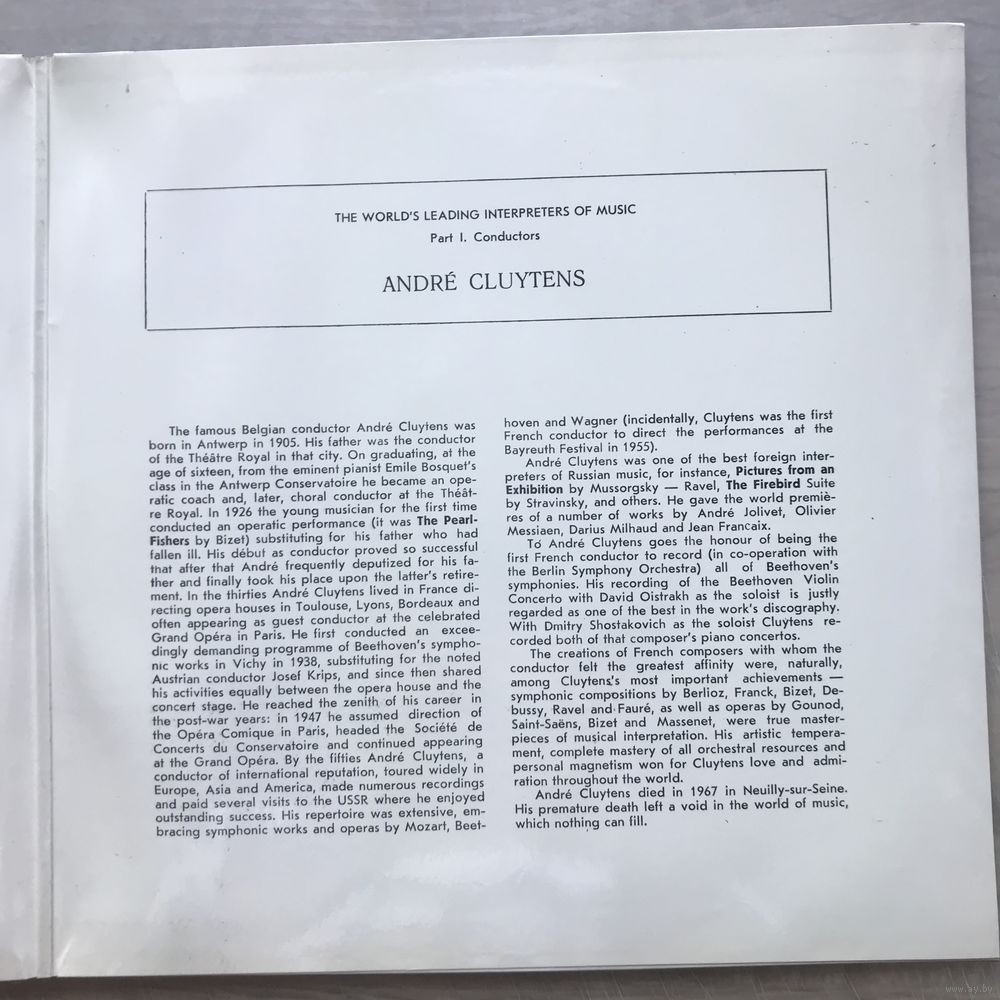 THE WORLD'S LEADING INTERPRETERS OF MUSIC
Part I. Conductors
ANDRÉ CLUYTENS
The famous Belgian conductor André Cluytens was
born in Antwerp in 1905. His father was the conductor
of the Théâtre Royal in that city. On graduating, at the
age of sixteen, from the eminent pianist Emile Bosquet's
class in the Antwerp Conservatoire he became an ope-
ratic coach and, later, choral conductor at the Théât-
re Royal. In 1926 the young musician for the first time
conducted an operatic performance (it was The Pearl-
Fishers by Bizet) substituting for his father who had
fallen ill. His début as conductor proved so successful
that after that André frequently deputized for his fa-
ther and finally took his place upon the latter's retire-
ment. In the thirties André Cluytens lived in France di-
recting opera houses in Toulouse, Lyons, Bordeaux and
often appearing as guest conductor at the celebrated
Grand Opéra in Paris. He first conducted an excee-
dingly demanding programme of Beethoven's sympho-
nic works in Vichy in 1938, substituting for the noted
Austrian conductor Josef Krips, and since then shared
his activities equally between the opera house and the
concert stage. He reached the zenith of his career in
the post-war years: in 1947 he assumed direction of
the Opéra Comique in Paris, headed the Société de
Concerts du Conservatoire and continued appearing
at the Grand Opéra. By the fifties André Cluytens, a
conductor of international reputation, toured widely in
Europe, Asia and America, made numerous recordings
and paid several visits to the USSR where he enjoyed
outstanding success. His repertoire was extensive, em-
bracing symphonic works and operas by Mozart, Beet-
hoven and Wagner (incidentally, Cluytens was the first
French conductor to direct the performances at the
Bayreuth Festival in 1955).
André Cluytens was one of the best foreign inter-
preters of Russian music, for instance, Pictures from an
Exhibition by Mussorgsky — Ravel, The Firebird Suite
by Stravinsky, and others. He gave the world premiè-
res of a number of works by André Jolivet, Olivier
Messiaen, Darius Milhaud and Jean Francaix.
To André Cluytens goes the honour of being the
first French conductor to record (in co-operation with
the Berlin Symphony Orchestra) all of Beethoven's
symphonies. His recording of the Beethoven Violin
Concerto with David Oistrakh as the soloist is justly
regarded as one of the best in the work's discography.
With Dmitry Shostakovich as the soloist Cluytens re-
corded both of that composer's piano concertos.
The creations of French composers with whom the
conductor felt the greatest affinity were, naturally,
among Cluytens's most important achievements —
symphonic compositions by Berlioz, Franck, Bizet, De-
bussy, Ravel and Fauré, as well as operas by Gounod,
Saint-Saëns, Bizet and Massenet, were true master-
pieces of musical interpretation. His artistic tempera-
ment, complete mastery of all orchestral resources and
personal magnetism won for Cluytens love and admi-
ration throughout the world.
André Cluytens died in 1967 in Neuilly-sur-Seine.
His premature death left a void in the world of music,
which nothing can fill.
www.ay.by